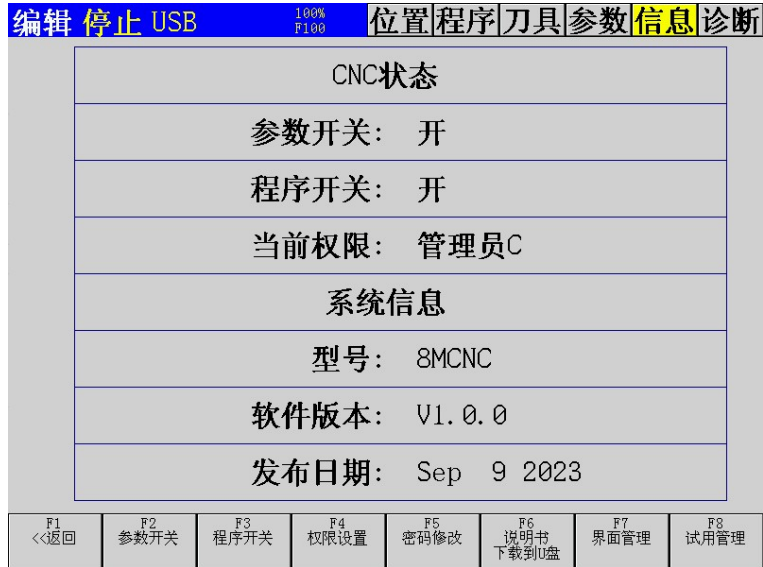 编辑 停止 USB 100% F100 位置 程序 刀具 参数 信息 诊断
CNC状态
参数开关: 开
程序开关: 开
当前权限: 管理员C
系统信息
型号: 8MCNC
软件版本: V1.0.0
发布日期: Sep 9 2023
F1 F2 F3 F4 F5 F6 F7 F8
<<返回 参数开关 程序开关 权限设置 密码修改 说明书 界面管理 试用管理
下载到U盘